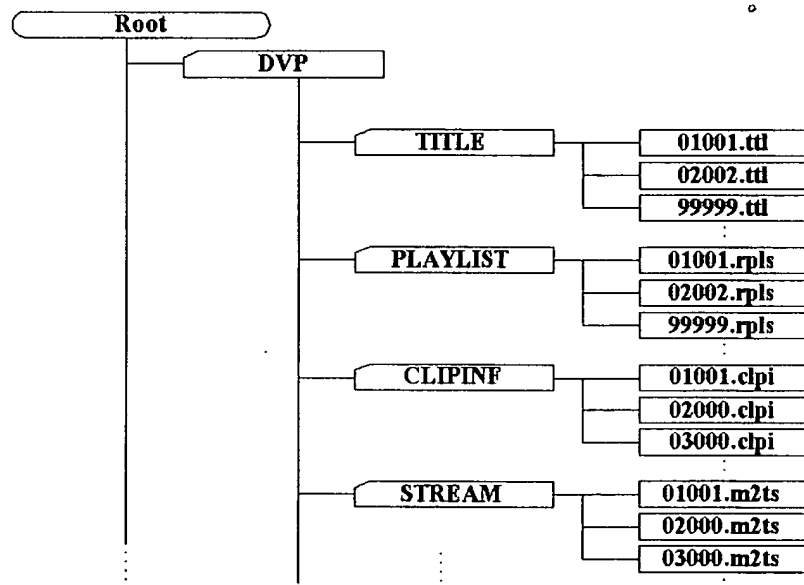 Root
DVP
TITLE
01001.ttl
02002.ttl
99999.ttl
PLAYLIST
01001.rpls
02002.rpls
99999.rpls
CLIPINF
01001.clpi
02000.clpi
03000.clpi
STREAM
01001.m2ts
02000.m2ts
03000.m2ts